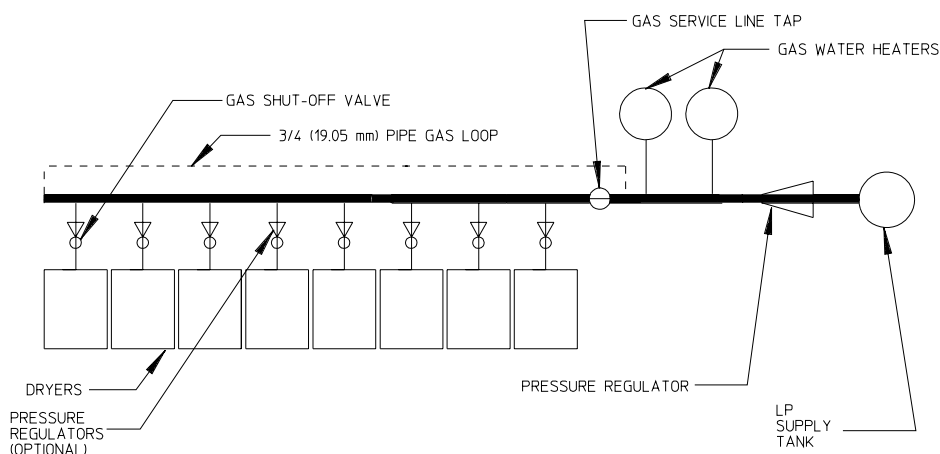 GAS SERVICE LINE TAP
GAS WATER HEATERS
GAS SHUT-OFF VALVE
3/4 (19.05 mm) PIPE GAS LOOP
DRYERS
PRESSURE REGULATOR
PRESSURE
REGULATORS
(OPTIONAL)
LP
SUPPLY
TANK